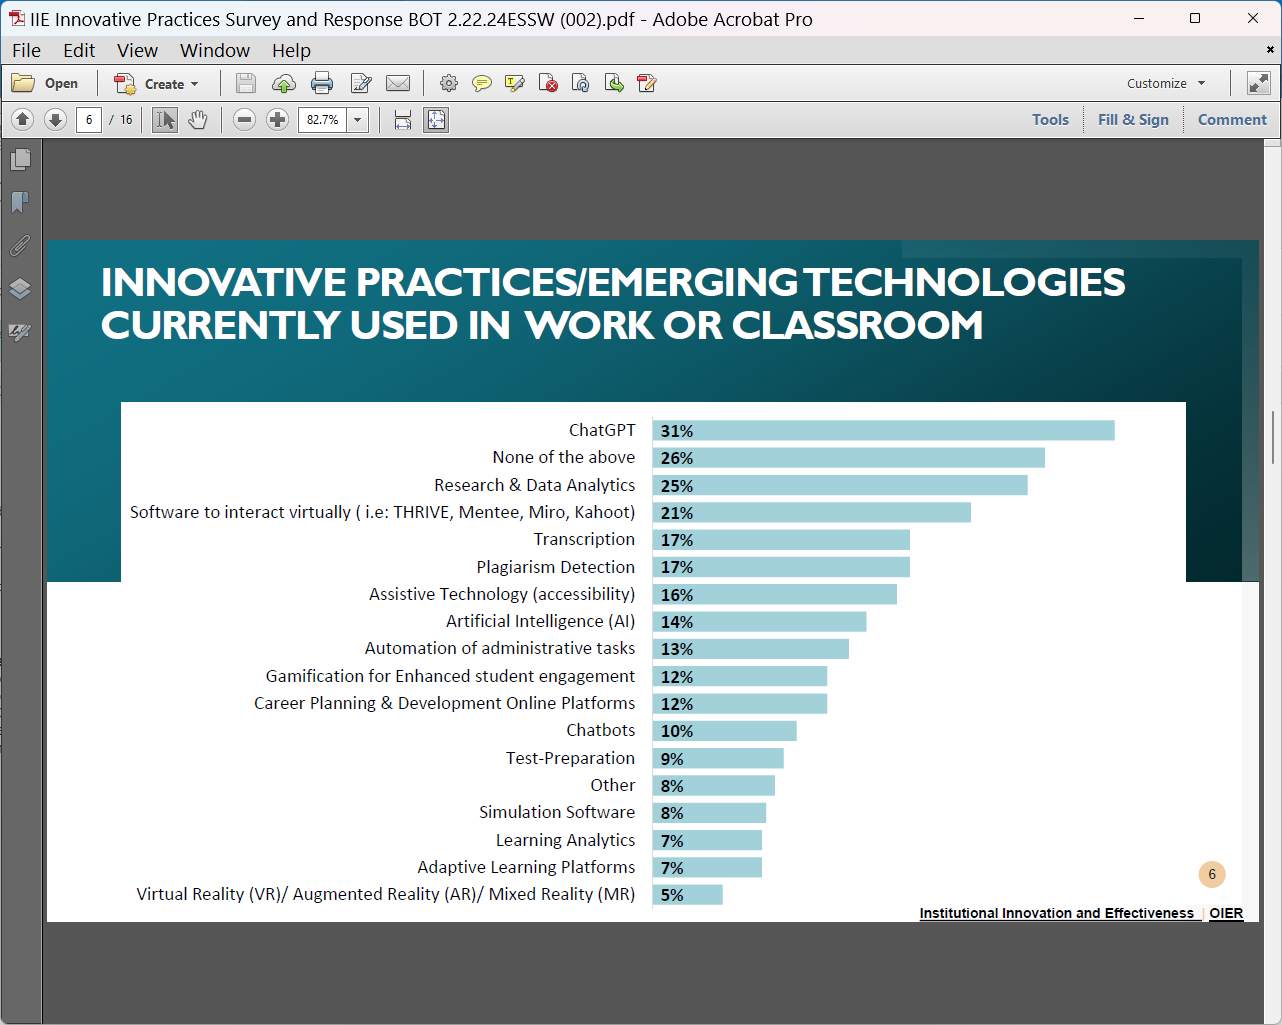 IIE Innovative Practices Survey and Response BOT 2.22.24ESSW (002).pdf - Adobe Acrobat Pro
File Edit View Window Help
Open Create Customize
6 / 16 82.7% Tools Fill & Sign Comment
INNOVATIVE PRACTICES/EMERGING TECHNOLOGIES
CURRENTLY USED IN WORK OR CLASSROOM
ChatGPT 31%
None of the above 26%
Research & Data Analytics 25%
Software to interact virtually ( i.e: THRIVE, Mentee, Miro, Kahoot) 21%
Transcription 17%
Plagiarism Detection 17%
Assistive Technology (accessibility) 16%
Artificial Intelligence (AI) 14%
Automation of administrative tasks 13%
Gamification for Enhanced student engagement 12%
Career Planning & Development Online Platforms 12%
Chatbots 10%
Test-Preparation 9%
Other 8%
Simulation Software 8%
Learning Analytics 7%
Adaptive Learning Platforms 7%
Virtual Reality (VR)/ Augmented Reality (AR)/ Mixed Reality (MR) 5%
6
Institutional Innovation and Effectiveness | OIER